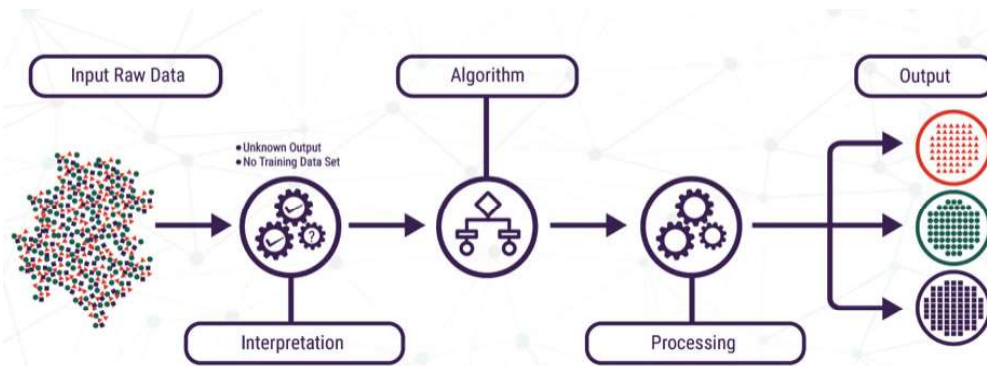 Input Raw Data
Algorithm
Output
• Unknown Output
• No Training Data Set
?
Interpretation
Processing